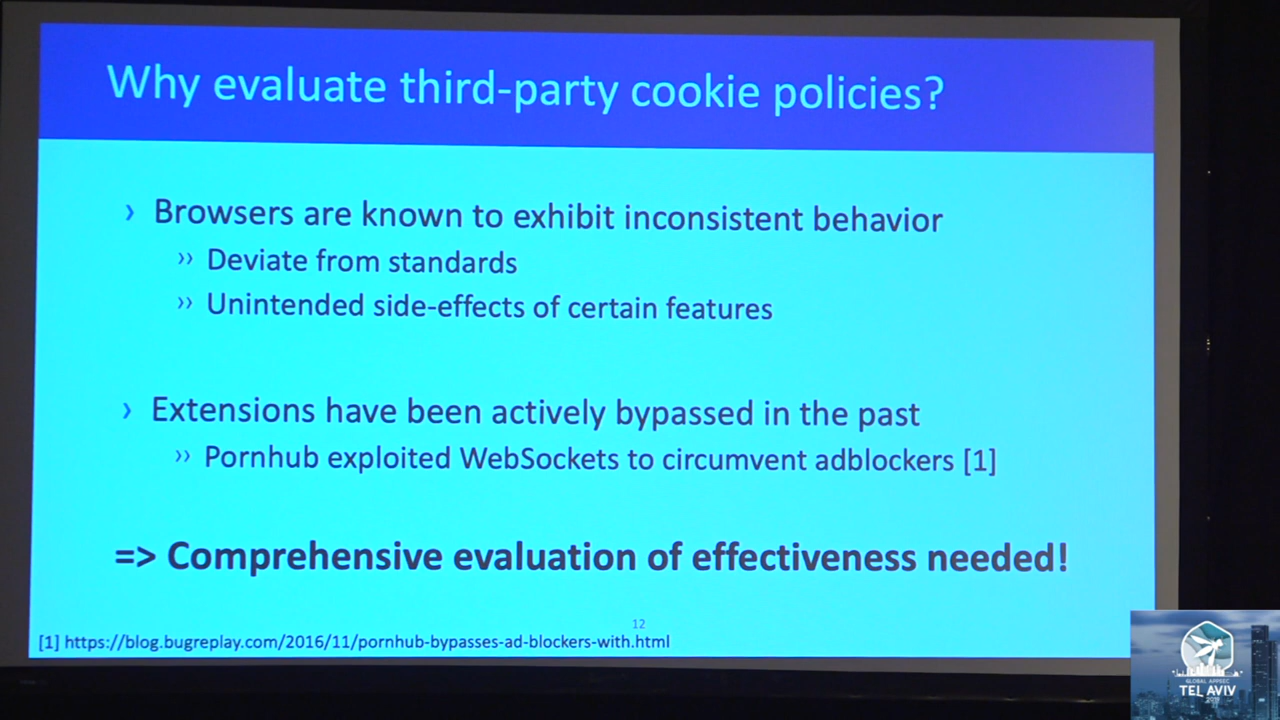 Why evaluate third-party cookie policies?
› Browsers are known to exhibit inconsistent behavior
›› Deviate from standards
›› Unintended side-effects of certain features
› Extensions have been actively bypassed in the past
›› Pornhub exploited WebSockets to circumvent adblockers [1]
=> Comprehensive evaluation of effectiveness needed!
12
[1] https://blog.bugreplay.com/2016/11/pornhub-bypasses-ad-blockers-with.html
GLOBAL APPSEC
TEL AVIV